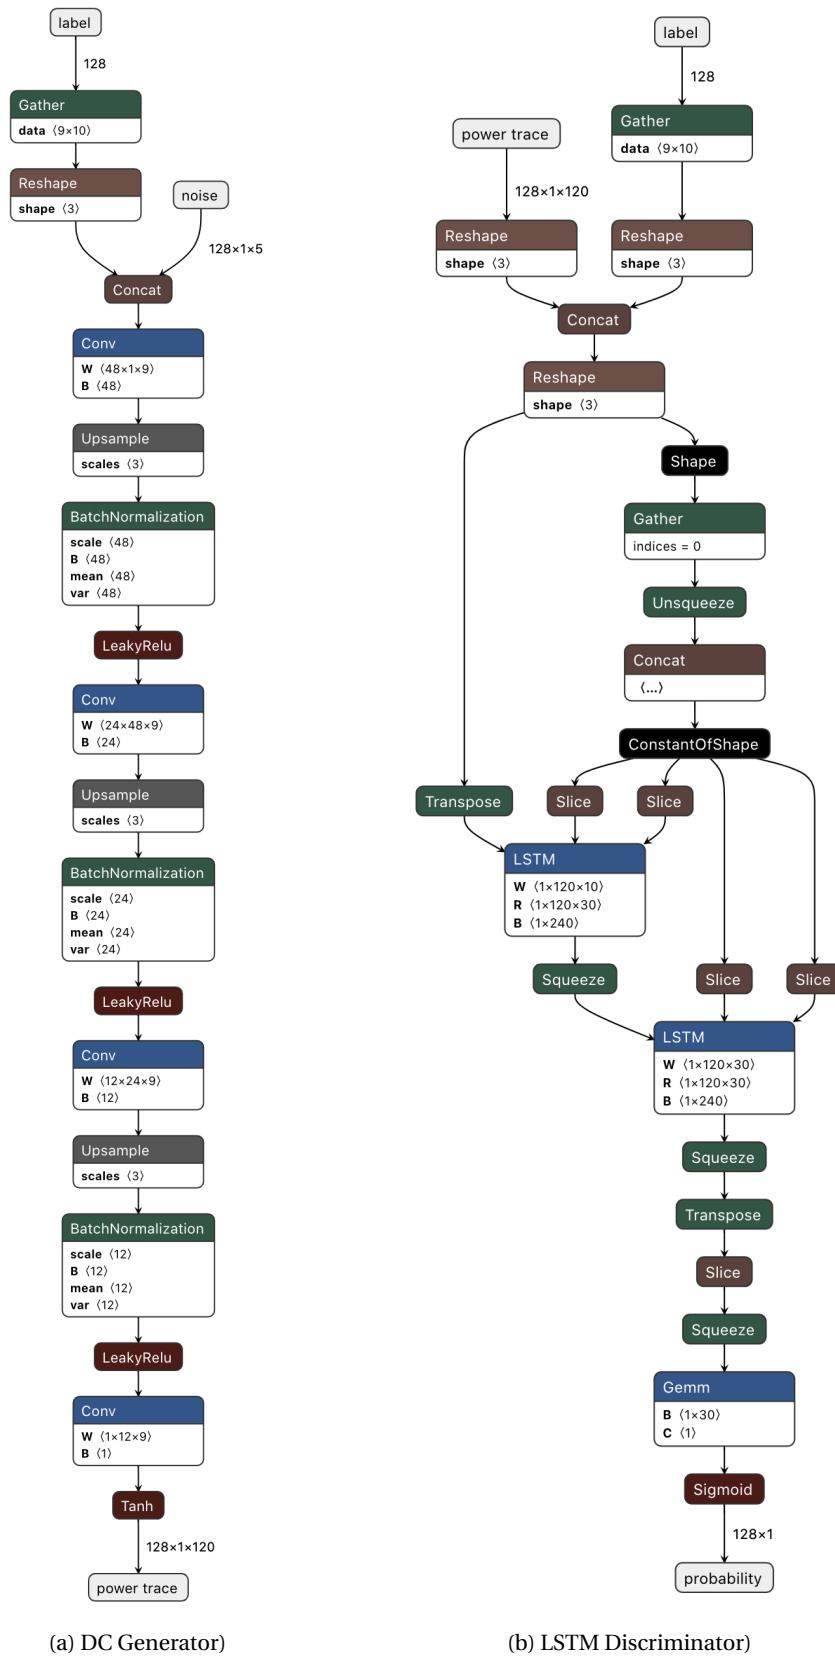 label
128
Gather
data ⟨9×10⟩
Reshape
shape ⟨3⟩
noise
128×1×5
Concat
Conv
W ⟨48×1×9⟩
B ⟨48⟩
Upsample
scales ⟨3⟩
BatchNormalization
scale ⟨48⟩
B ⟨48⟩
mean ⟨48⟩
var ⟨48⟩
LeakyRelu
Conv
W ⟨24×48×9⟩
B ⟨24⟩
Upsample
scales ⟨3⟩
BatchNormalization
scale ⟨24⟩
B ⟨24⟩
mean ⟨24⟩
var ⟨24⟩
LeakyRelu
Conv
W ⟨12×24×9⟩
B ⟨12⟩
Upsample
scales ⟨3⟩
BatchNormalization
scale ⟨12⟩
B ⟨12⟩
mean ⟨12⟩
var ⟨12⟩
LeakyRelu
Conv
W ⟨1×12×9⟩
B ⟨1⟩
Tanh
128×1×120
power trace
(a) DC Generator)
label
128
power trace
128×1×120
Gather
data ⟨9×10⟩
Reshape
shape ⟨3⟩
Reshape
shape ⟨3⟩
Concat
Reshape
shape ⟨3⟩
Shape
Gather
indices = 0
Unsqueeze
Concat
⟨...⟩
ConstantOfShape
Transpose
Slice
Slice
LSTM
W ⟨1×120×10⟩
R ⟨1×120×30⟩
B ⟨1×240⟩
Squeeze
Slice
Slice
LSTM
W ⟨1×120×30⟩
R ⟨1×120×30⟩
B ⟨1×240⟩
Squeeze
Transpose
Slice
Squeeze
Gemm
B ⟨1×30⟩
C ⟨1⟩
Sigmoid
128×1
probability
(b) LSTM Discriminator)